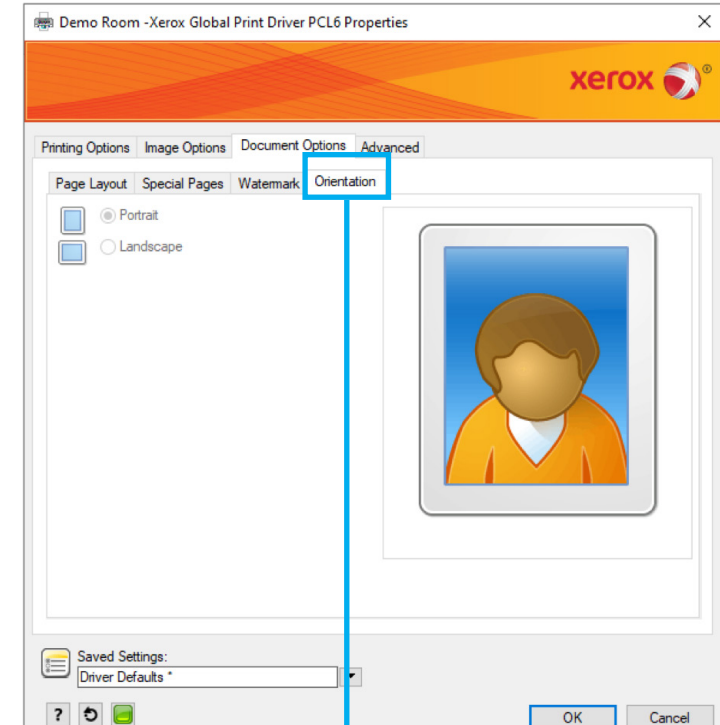 Demo Room -Xerox Global Print Driver PCL6 Properties
xerox ®
Printing Options Image Options Document Options Advanced
Page Layout Special Pages Watermark Orientation
Portrait
Landscape
Saved Settings:
Driver Defaults *
? OK Cancel